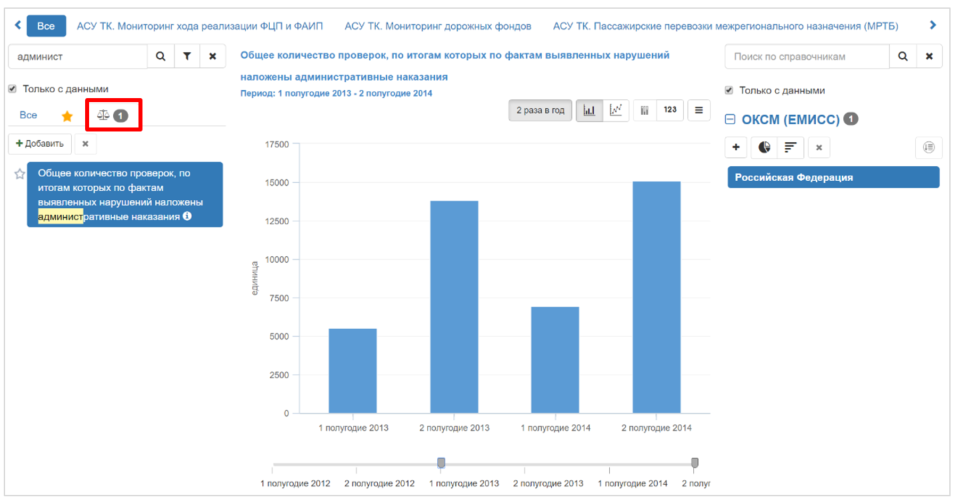 Все
АСУ ТК. Мониторинг хода реализации ФЦП и ФАИП
АСУ ТК. Мониторинг дорожных фондов
АСУ ТК. Пассажирские перевозки межрегионального назначения (МРТБ)
админист
Только с данными
Все
1
Добавить
Общее количество проверок, по
итогам которых по фактам
выявленных нарушений наложены
административные наказания
Общее количество проверок, по итогам которых по фактам выявленных нарушений
наложены административные наказания
Период: 1 полугодие 2013 - 2 полугодие 2014
2 раза в год
123
17500
15000
12500
10000
7500
5000
2500
0
единица
1 полугодие 2013
2 полугодие 2013
1 полугодие 2014
2 полугодие 2014
1 полугодие 2012
2 полугодие 2012
1 полугодие 2013
2 полугодие 2013
1 полугодие 2014
2 полуг
Поиск по справочникам
Только с данными
ОКСМ (ЕМИСС) 1
Российская Федерация